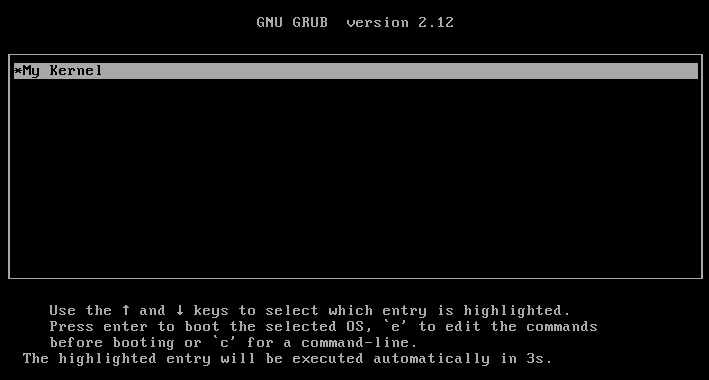 GNU GRUB version 2.12
*My Kernel
Use the ↑ and ↓ keys to select which entry is highlighted.
Press enter to boot the selected OS, `e' to edit the commands
before booting or `c' for a command-line.
The highlighted entry will be executed automatically in 3s.